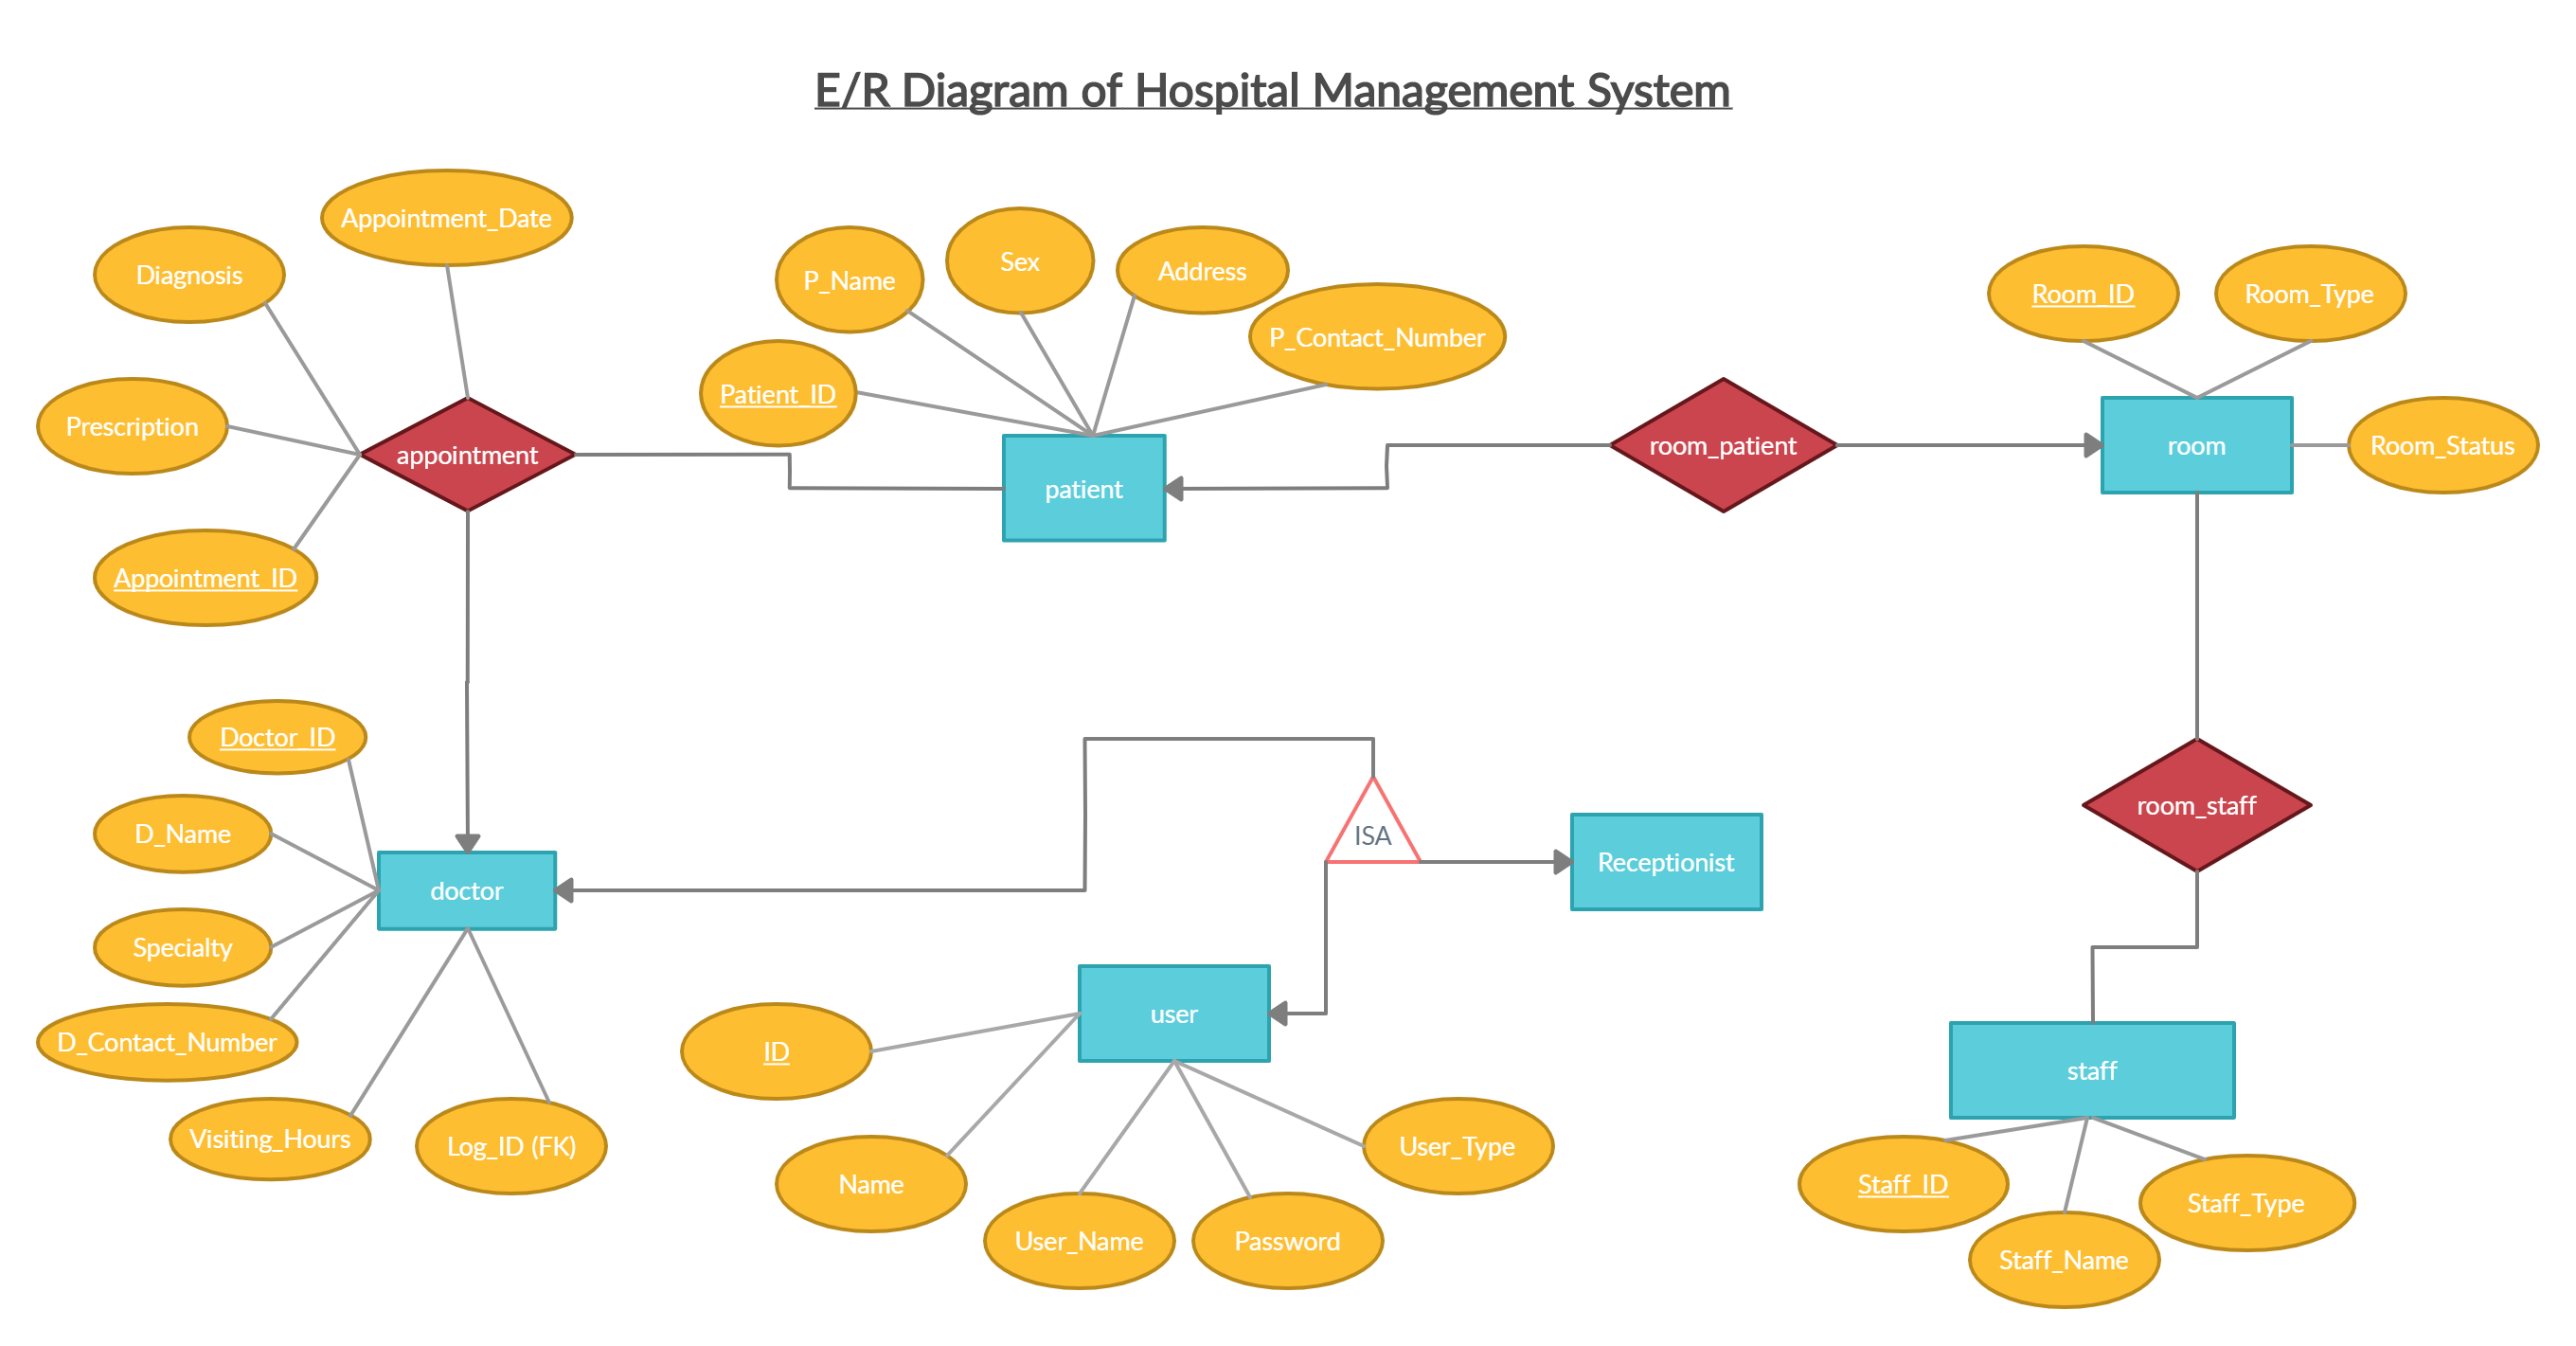 E/R Diagram of Hospital Management System
Appointment_Date
Diagnosis
Prescription
Appointment_ID
appointment
P_Name
Sex
Address
P_Contact_Number
Patient_ID
patient
room_patient
Room_ID
Room_Type
room
Room_Status
Doctor_ID
D_Name
Specialty
D_Contact_Number
Visiting_Hours
Log_ID (FK)
doctor
ISA
Receptionist
user
ID
Name
User_Name
Password
User_Type
room_staff
staff
Staff_ID
Staff_Name
Staff_Type